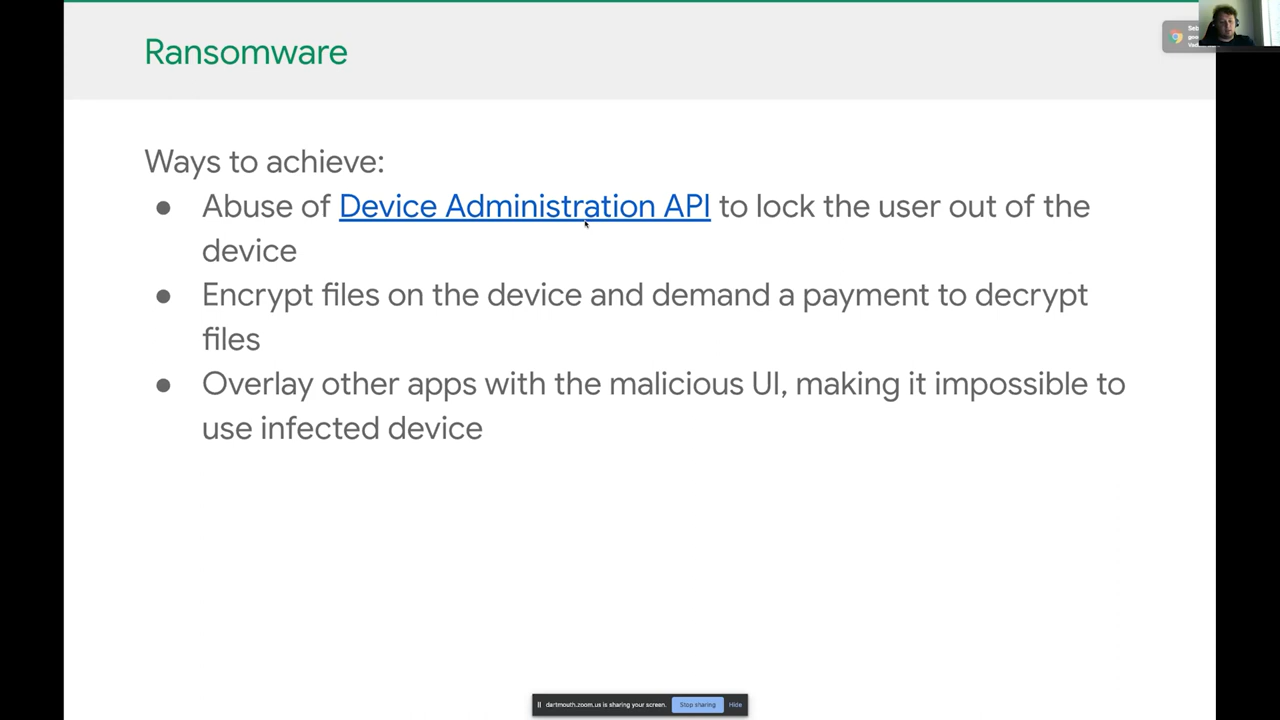 Ransomware
Ways to achieve:
● Abuse of Device Administration API to lock the user out of the
device
● Encrypt files on the device and demand a payment to decrypt
files
● Overlay other apps with the malicious UI, making it impossible to
use infected device
dartmouth.zoom.us is sharing your screen.
Stop sharing
Hide